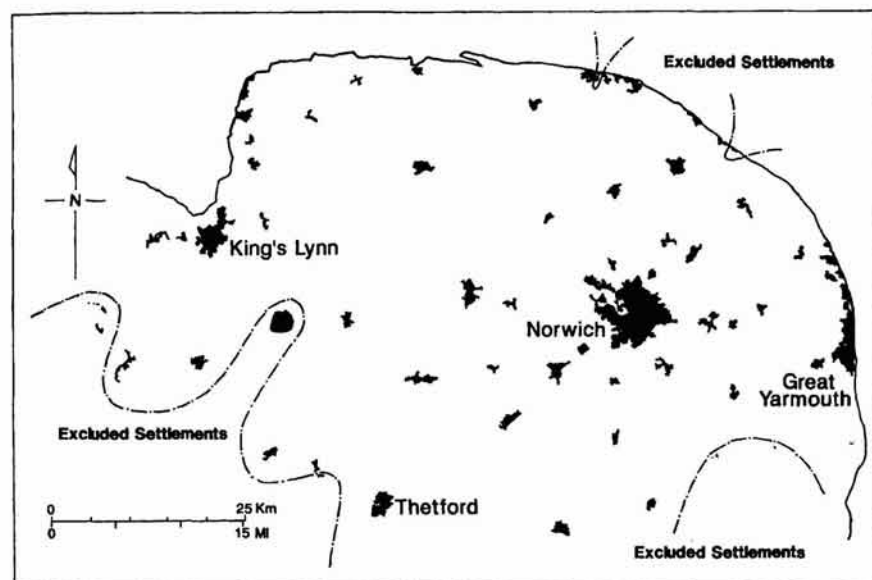 Excluded Settlements
N
King's Lynn
Norwich
Great
Yarmouth
Excluded Settlements
Thetford
0 25 Km
0 15 MI
Excluded Settlements